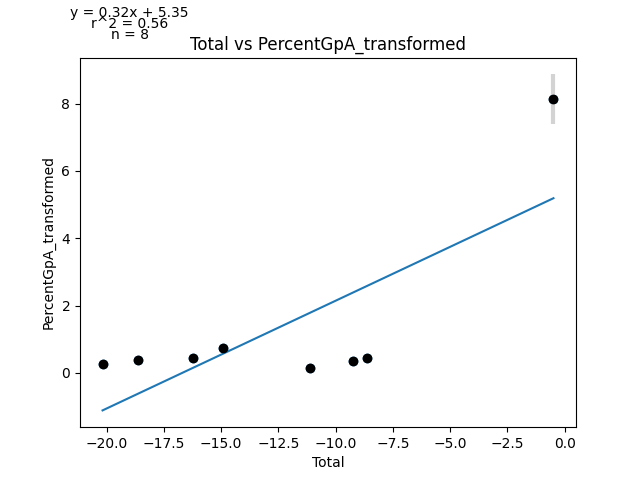 y = 0.32x + 5.35
r^2 = 0.56
n = 8
Total vs PercentGpA_transformed
PercentGpA_transformed
8
6
4
2
0
−20.0 −17.5 −15.0 −12.5 −10.0 −7.5 −5.0 −2.5 0.0
Total